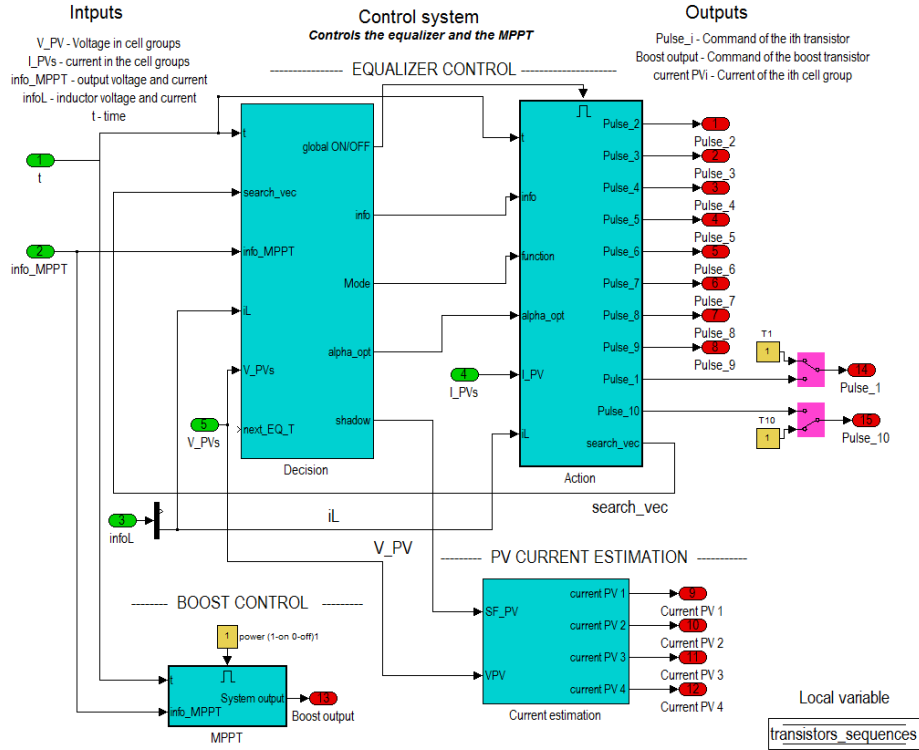 Intputs
Control system
Outputs
Controls the equalizer and the MPPT
V_PV - Voltage in cell groups
I_PVs - current in the cell groups
info_MPPT - output voltage and current
infoL - inductor voltage and current
t - time
Pulse_i - Command of the ith transistor
Boost output - Command of the boost transistor
current PVi - Current of the ith cell group
---------------- EQUALIZER CONTROL ----------------
t
search_vec
info_MPPT
iL
V_PVs
next_EQ_T
global ON/OFF
info
Mode
alpha_opt
shadow
Decision
t
info
function
alpha_opt
I_PV
iL
Pulse_2
Pulse_3
Pulse_4
Pulse_5
Pulse_6
Pulse_7
Pulse_8
Pulse_9
Pulse_1
Pulse_10
search_vec
Action
1
t
2
info_MPPT
5
V_PVs
3
infoL
4
I_PVs
1
Pulse_2
2
Pulse_3
3
Pulse_4
4
Pulse_5
5
Pulse_6
6
Pulse_7
7
Pulse_8
8
Pulse_9
T1
1
14
Pulse_1
T10
1
15
Pulse_10
search_vec
iL
V_PV
--------- PV CURRENT ESTIMATION -----------
SF_PV
VPV
current PV 1
current PV 2
current PV 3
current PV 4
Current estimation
9
Current PV 1
10
Current PV 2
11
Current PV 3
12
Current PV 4
-------- BOOST CONTROL --------
1
power (1-on 0-off)1
t
info_MPPT
System output
MPPT
13
Boost output
Local variable
transistors_sequences